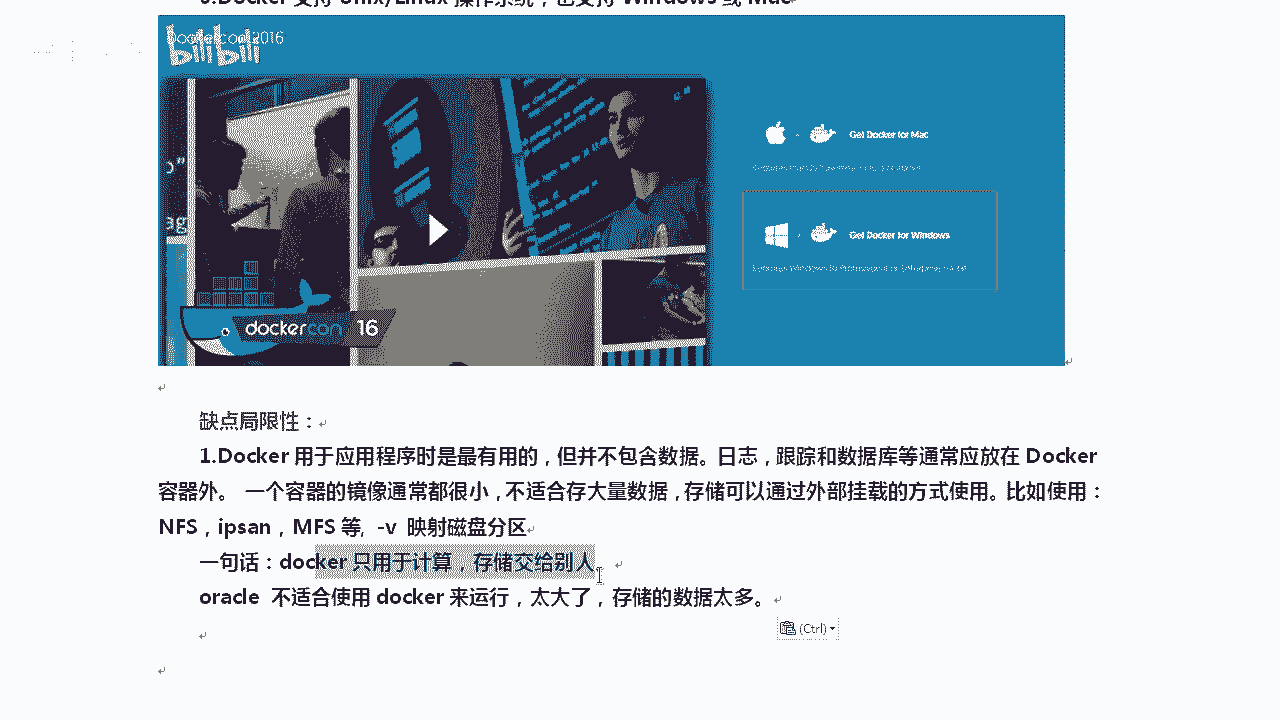 Docker 支持 Unix/Linux 操作系统，也支持 Windows 或 Mac
Dockercon 2016
bilibili
Get Docker for Mac
Get Docker for Windows
dockercon 16
缺点局限性：
1.Docker 用于应用程序时是最有用的，但并不包含数据。日志，跟踪和数据库等通常应放在 Docker
容器外。 一个容器的镜像通常都很小，不适合存大量数据，存储可以通过外部挂载的方式使用。比如使用：
NFS，ipsan，MFS 等， -v 映射磁盘分区
一句话：docker 只用于计算，存储交给别人。
oracle 不适合使用 docker 来运行，太大了，存储的数据太多。
(Ctrl)